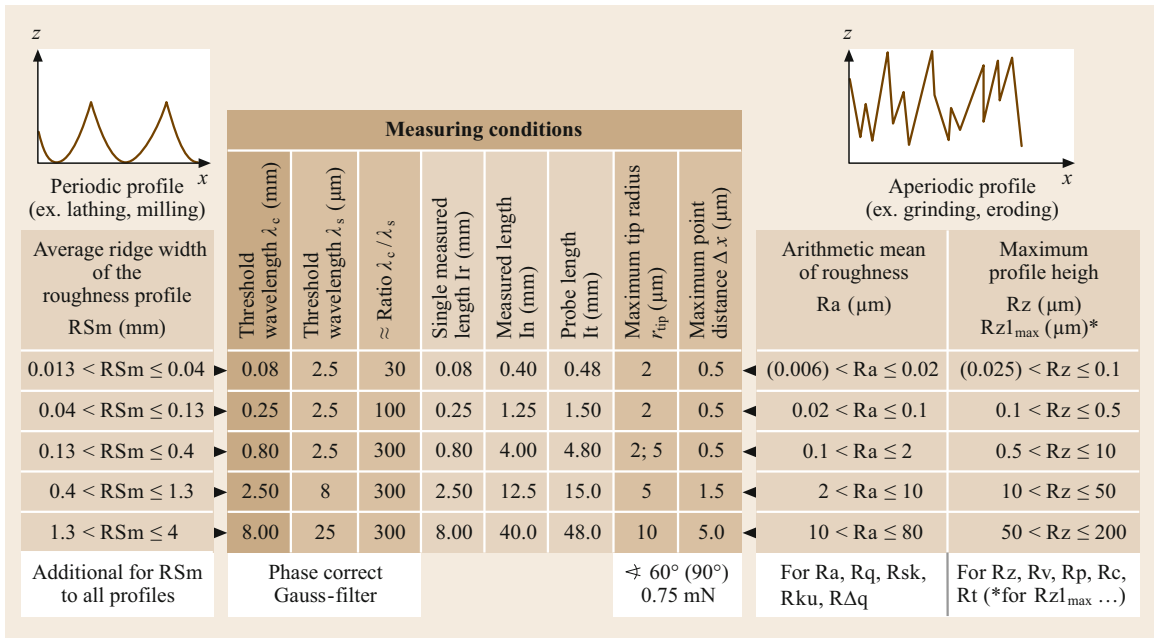 z
x
Periodic profile
(ex. lathing, milling)
z
x
Aperiodic profile
(ex. grinding, eroding)
Measuring conditions
Average ridge width
of the
roughness profile
RSm (mm)
Threshold
wavelength λc (mm)
Threshold
wavelength λs (μm)
≈ Ratio λc / λs
Single measured
length Ir (mm)
Measured length
In (mm)
Probe length
It (mm)
Maximum tip radius
rtip (μm)
Maximum point
distance Δx (μm)
Arithmetic mean
of roughness
Ra (μm)
Maximum
profile heigh
Rz (μm)
Rz1max (μm)*
0.013 < RSm ≤ 0.04 ► 0.08 2.5 30 0.08 0.40 0.48 2 0.5 ◄ (0.006) < Ra ≤ 0.02 (0.025) < Rz ≤ 0.1
0.04 < RSm ≤ 0.13 ► 0.25 2.5 100 0.25 1.25 1.50 2 0.5 ◄ 0.02 < Ra ≤ 0.1 0.1 < Rz ≤ 0.5
0.13 < RSm ≤ 0.4 ► 0.80 2.5 300 0.80 4.00 4.80 2; 5 0.5 ◄ 0.1 < Ra ≤ 2 0.5 < Rz ≤ 10
0.4 < RSm ≤ 1.3 ► 2.50 8 300 2.50 12.5 15.0 5 1.5 ◄ 2 < Ra ≤ 10 10 < Rz ≤ 50
1.3 < RSm ≤ 4 ► 8.00 25 300 8.00 40.0 48.0 10 5.0 ◄ 10 < Ra ≤ 80 50 < Rz ≤ 200
Additional for RSm
to all profiles
Phase correct
Gauss-filter
∢ 60° (90°)
0.75 mN
For Ra, Rq, Rsk,
Rku, RΔq
For Rz, Rv, Rp, Rc,
Rt (*for Rz1max …)